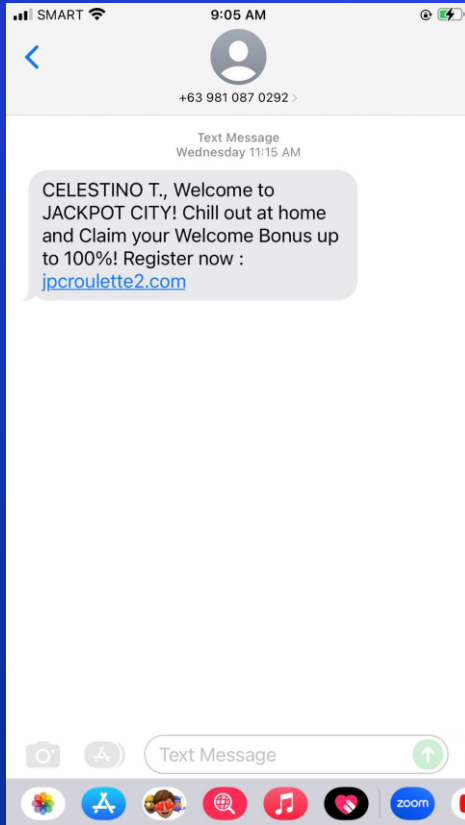 SMART 9:05 AM
+63 981 087 0292
Text Message
Wednesday 11:15 AM
CELESTINO T., Welcome to
JACKPOT CITY! Chill out at home
and Claim your Welcome Bonus up
to 100%! Register now :
jpcroulette2.com
Text Message
zoom